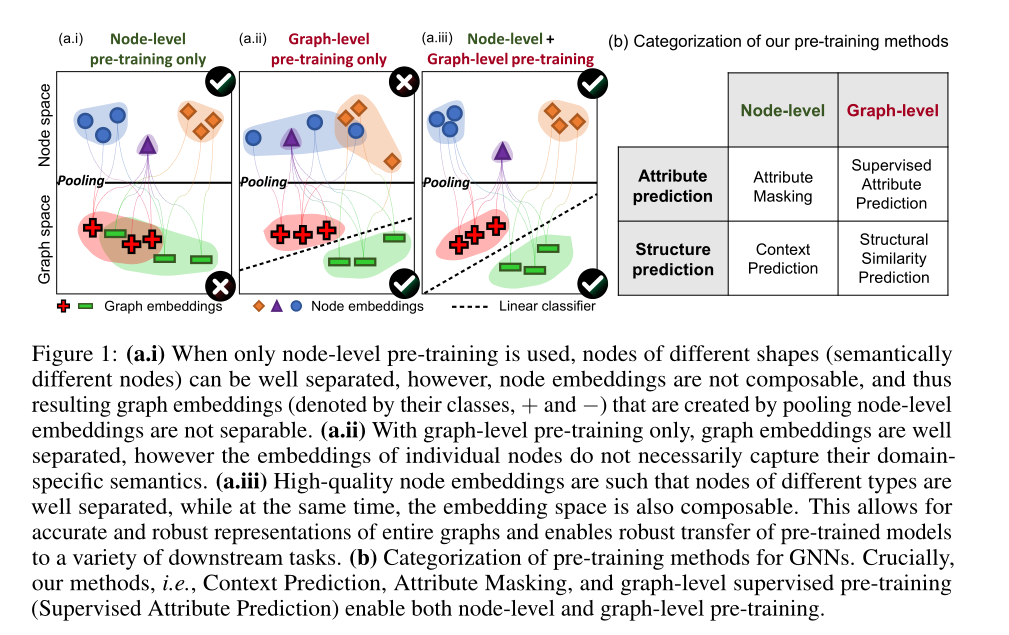 (a.i) Node-level
pre-training only
(a.ii) Graph-level
pre-training only
(a.iii) Node-level +
Graph-level pre-training
Node space
Pooling
Pooling
Pooling
Graph space
Graph embeddings
Node embeddings
Linear classifier
(b) Categorization of our pre-training methods
Node-level
Graph-level
Attribute
prediction
Attribute
Masking
Supervised
Attribute
Prediction
Structure
prediction
Context
Prediction
Structural
Similarity
Prediction
Figure 1: (a.i) When only node-level pre-training is used, nodes of different shapes (semantically
different nodes) can be well separated, however, node embeddings are not composable, and thus
resulting graph embeddings (denoted by their classes, + and −) that are created by pooling node-level
embeddings are not separable. (a.ii) With graph-level pre-training only, graph embeddings are well
separated, however the embeddings of individual nodes do not necessarily capture their domain-
specific semantics. (a.iii) High-quality node embeddings are such that nodes of different types are
well separated, while at the same time, the embedding space is also composable. This allows for
accurate and robust representations of entire graphs and enables robust transfer of pre-trained models
to a variety of downstream tasks. (b) Categorization of pre-training methods for GNNs. Crucially,
our methods, i.e., Context Prediction, Attribute Masking, and graph-level supervised pre-training
(Supervised Attribute Prediction) enable both node-level and graph-level pre-training.